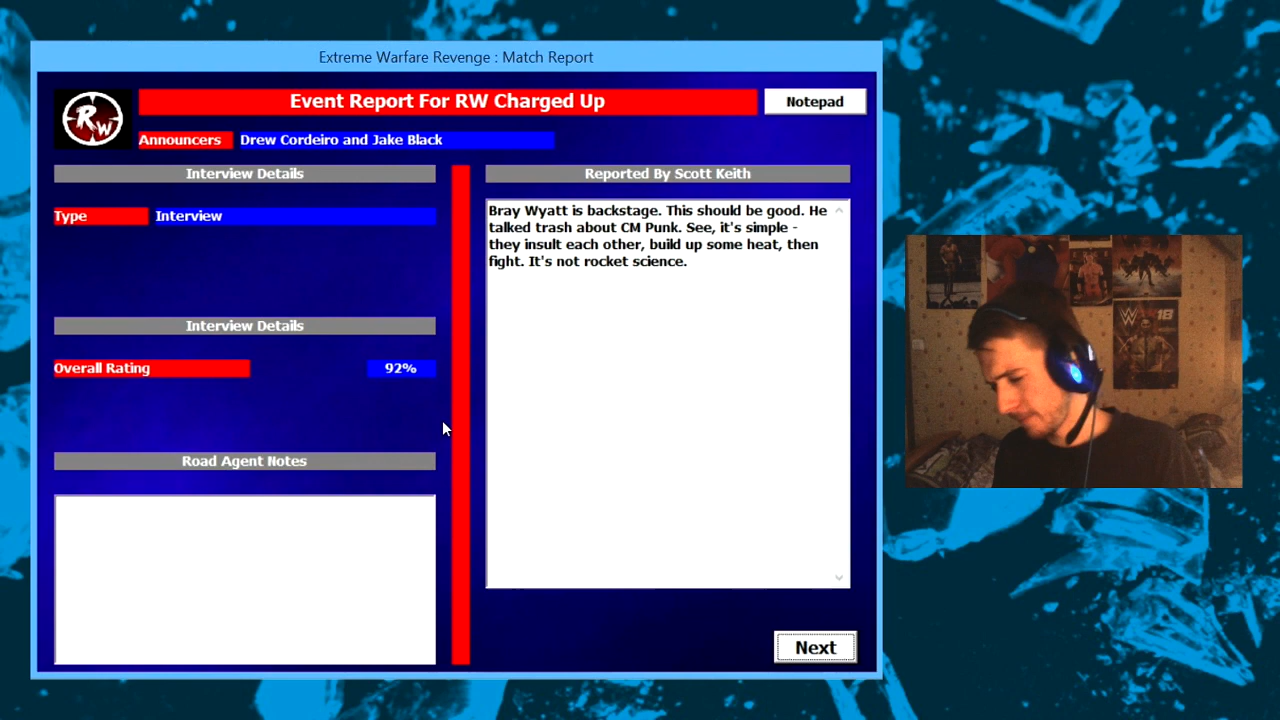 Extreme Warfare Revenge : Match Report
RW
Event Report For RW Charged Up
Notepad
Announcers
Drew Cordeiro and Jake Black
Interview Details
Type
Interview
Interview Details
Overall Rating
92%
Road Agent Notes
Reported By Scott Keith
Bray Wyatt is backstage. This should be good. He
talked trash about CM Punk. See, it's simple -
they insult each other, build up some heat, then
fight. It's not rocket science.
Next
W 18